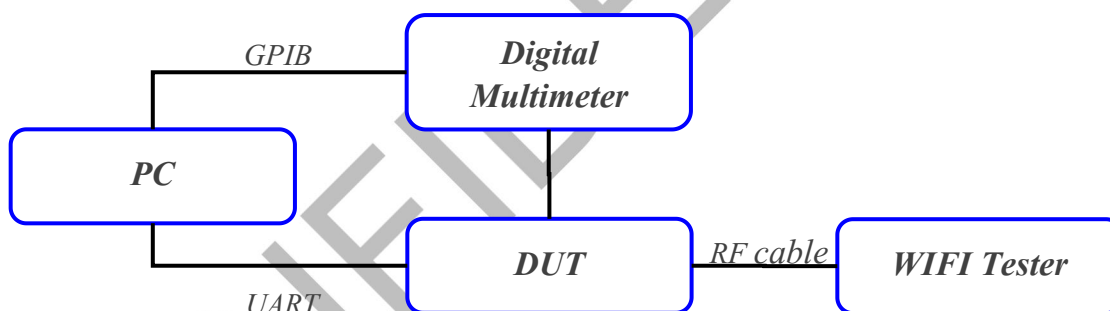 GPIB
Digital
Multimeter
PC
DUT
RF cable
WIFI Tester
UART